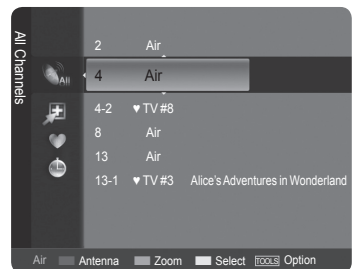 All Channels
All
2 Air
4 Air
4-2 ♥ TV #8
8 Air
13 Air
13-1 ♥ TV #3 Alice's Adventures in Wonderland
Air Antenna Zoom Select TOOLS Option